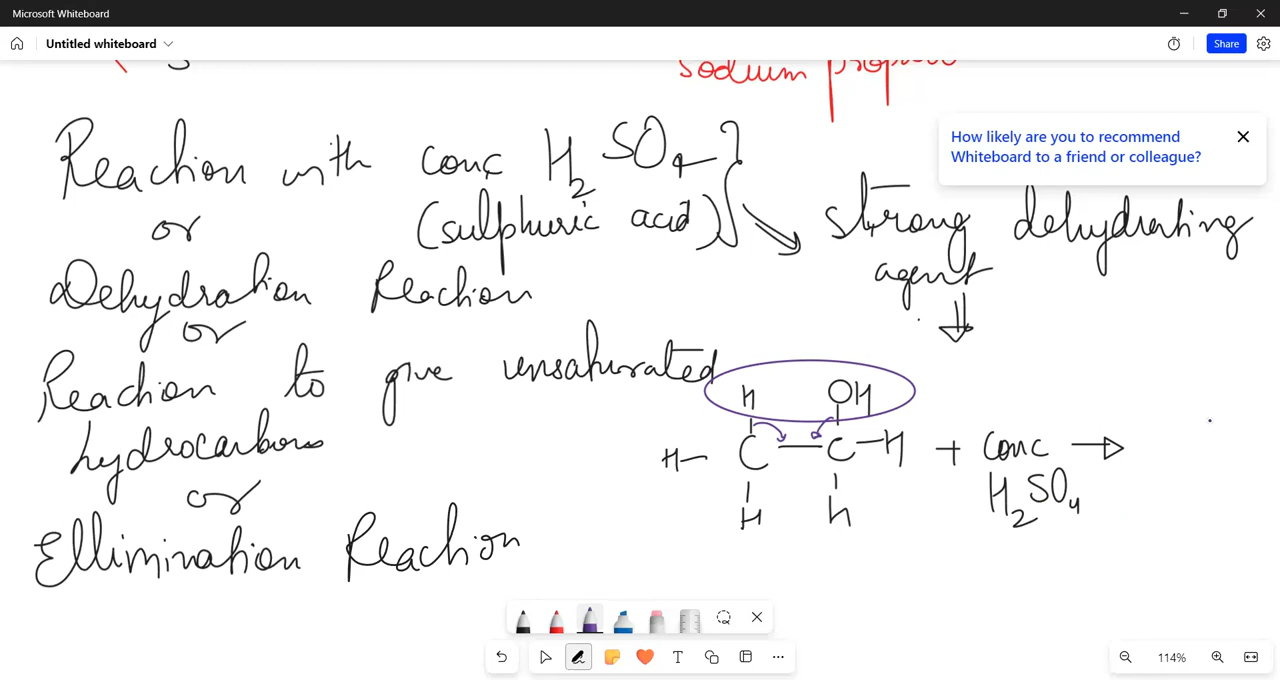 Microsoft Whiteboard
Untitled whiteboard
Share
How likely are you to recommend
Whiteboard to a friend or colleague?
sodium
Reaction with conc H2SO4
or
(sulphuric acid)
strong dehydrating
agent
Dehydration Reaction
or
Reaction to give unsaturated
hydrocarbons
or
Ellimination Reaction
H OH
H– C — C –H + conc
H2SO4
H h
114%